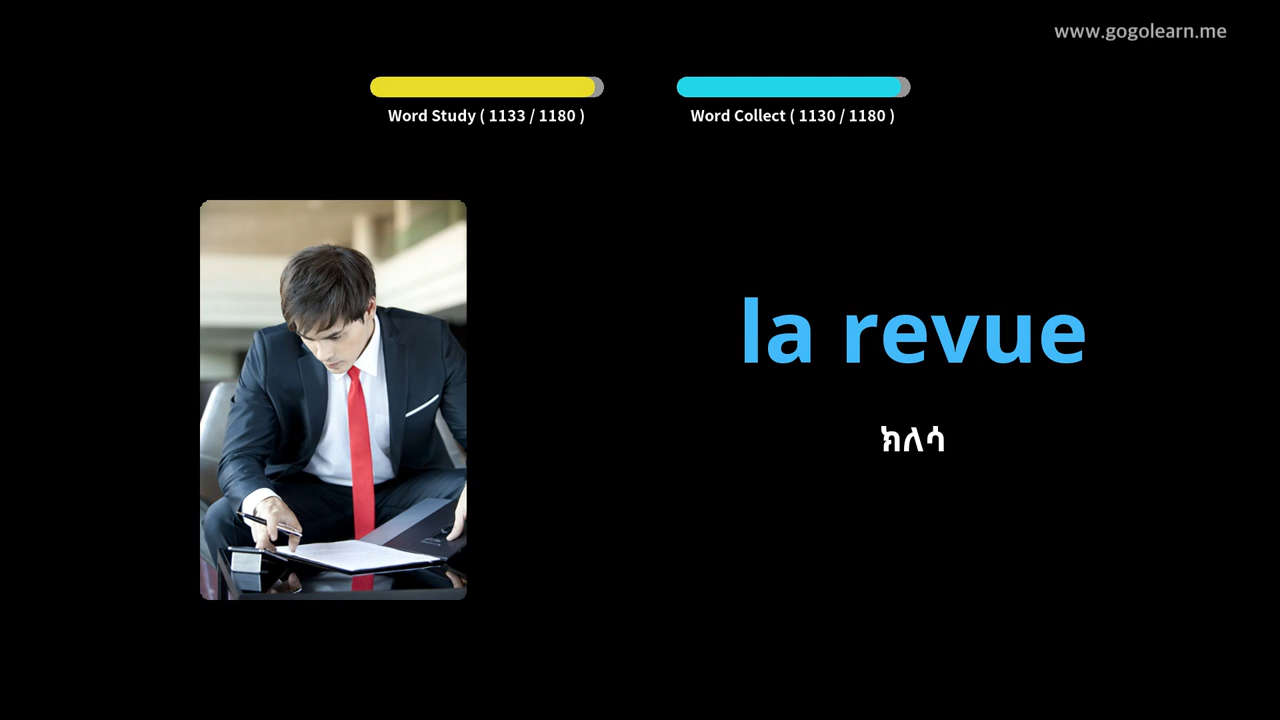 www.gogolearn.me
Word Study ( 1133 / 1180 )
Word Collect ( 1130 / 1180 )
la revue
ክለሳ